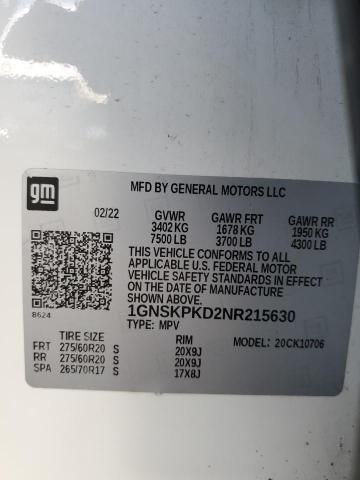 gm
MFD BY GENERAL MOTORS LLC
02/22 GVWR GAWR FRT GAWR RR
3402 KG 1678 KG 1950 KG
7500 LB 3700 LB 4300 LB
THIS VEHICLE CONFORMS TO ALL
APPLICABLE U.S. FEDERAL MOTOR
VEHICLE SAFETY STANDARDS IN EFFECT
ON THE DATE OF MANUFACTURE
SHOWN ABOVE.
1GNSKPKD2NR215630
8624
TYPE: MPV
TIRE SIZE RIM MODEL: 20CK10706
FRT 275/60R20 S 20X9J
RR 275/60R20 S 20X9J
SPA 265/70R17 S 17X8J